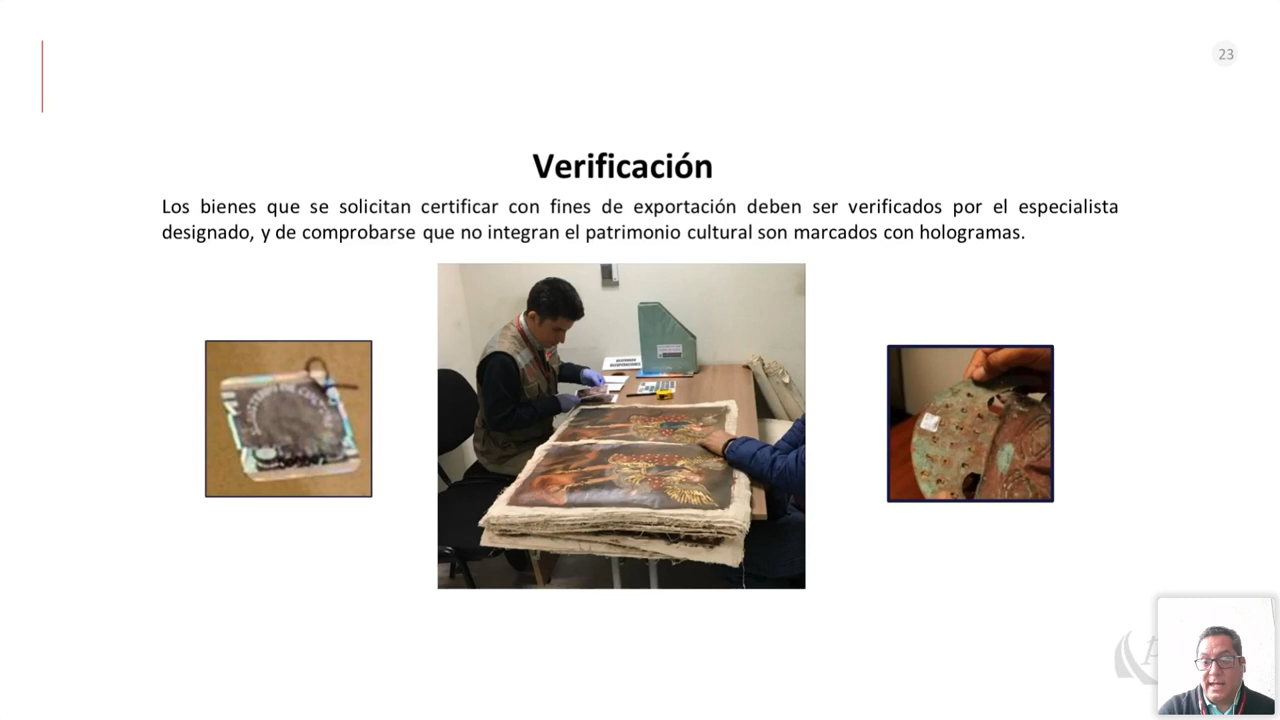 23
Verificación
Los bienes que se solicitan certificar con fines de exportación deben ser verificados por el especialista
designado, y de comprobarse que no integran el patrimonio cultural son marcados con hologramas.